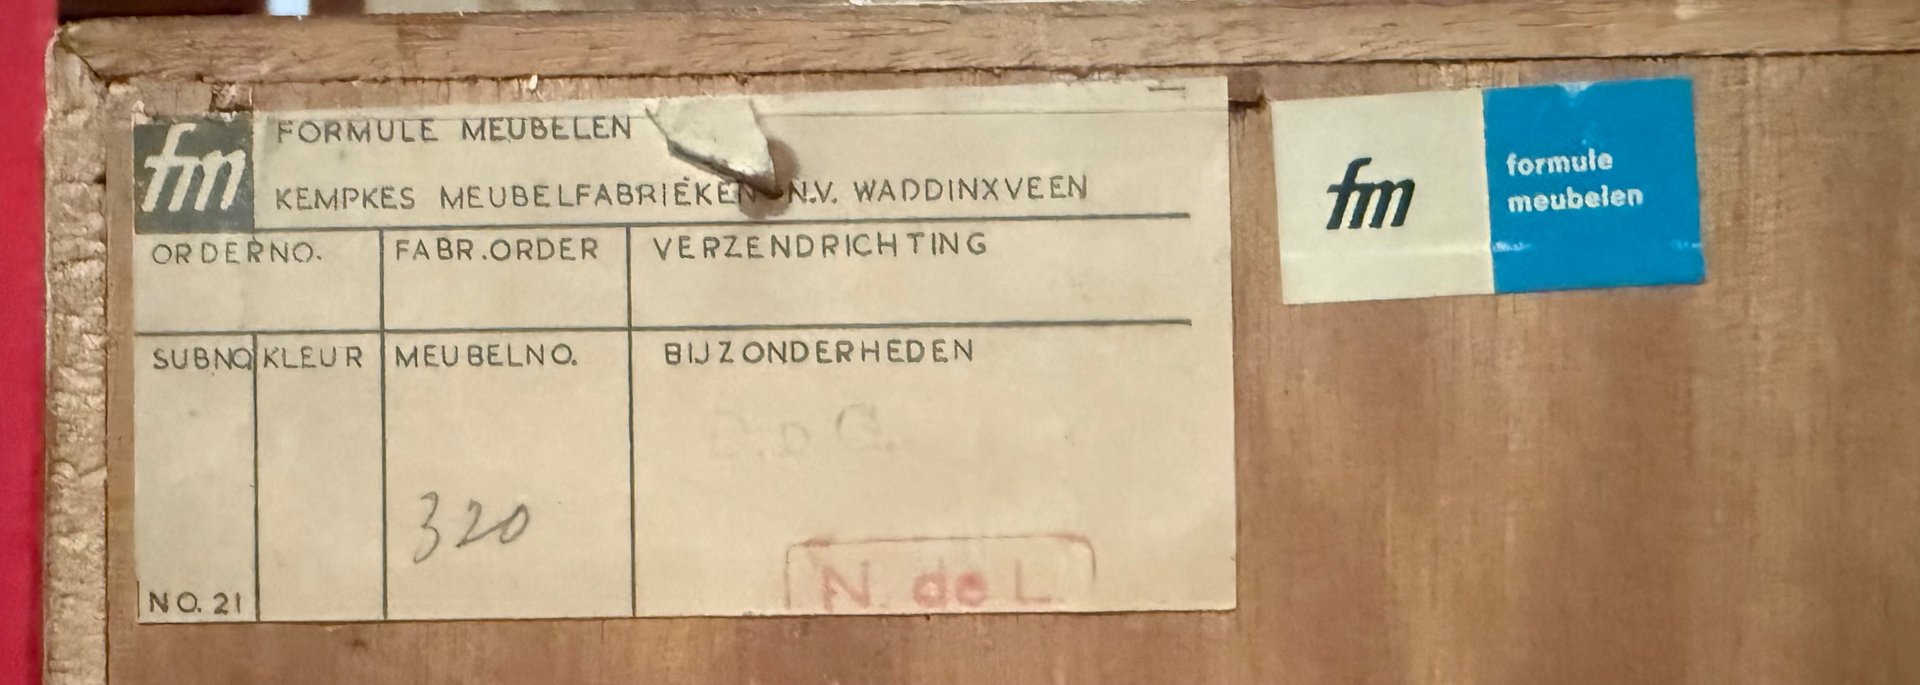 fm
FORMULE MEUBELEN
KEMPKES MEUBELFABRIEKEN N.V. WADDINXVEEN
ORDERNO. FABR.ORDER VERZENDRICHTING
SUBNO KLEUR MEUBELNO. BIJZONDERHEDEN
320
N. de L.
NO. 21
fm
formule
meubelen